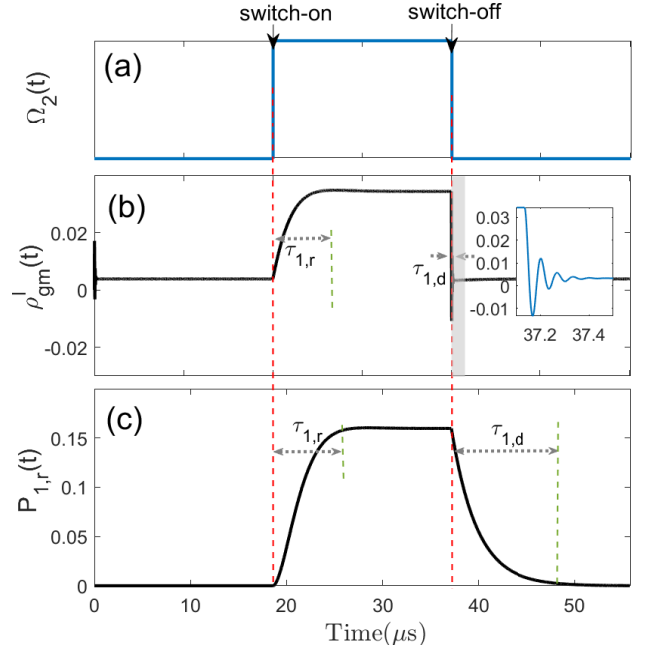 switch-on
switch-off
(a)
Ω₂(t)
(b)
0.02
0
-0.02
ρᴵgm(t)
τ₁,r
τ₁,d
0.03
0.02
0.01
0.00
-0.01
37.2
37.4
(c)
0.15
0.1
0.05
0
P₁,r(t)
τ₁,r
τ₁,d
0
20
30
40
50
Time(μs)